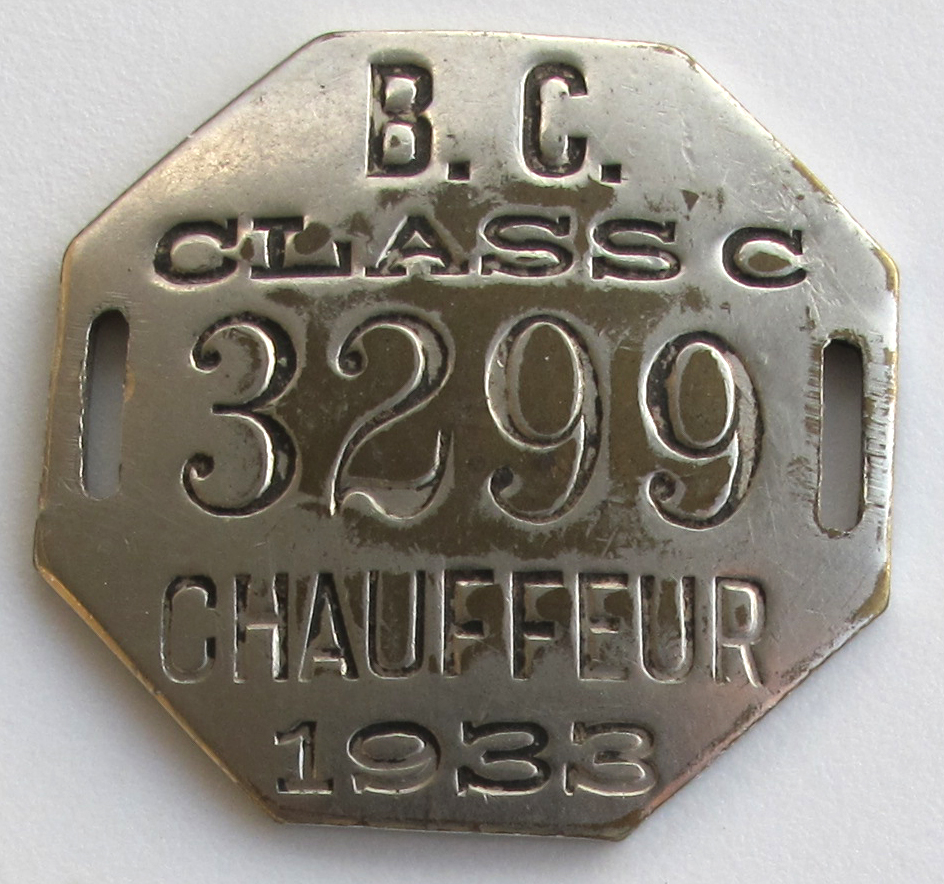 B. C.
CLASS C
3299
CHAUFFEUR
1933